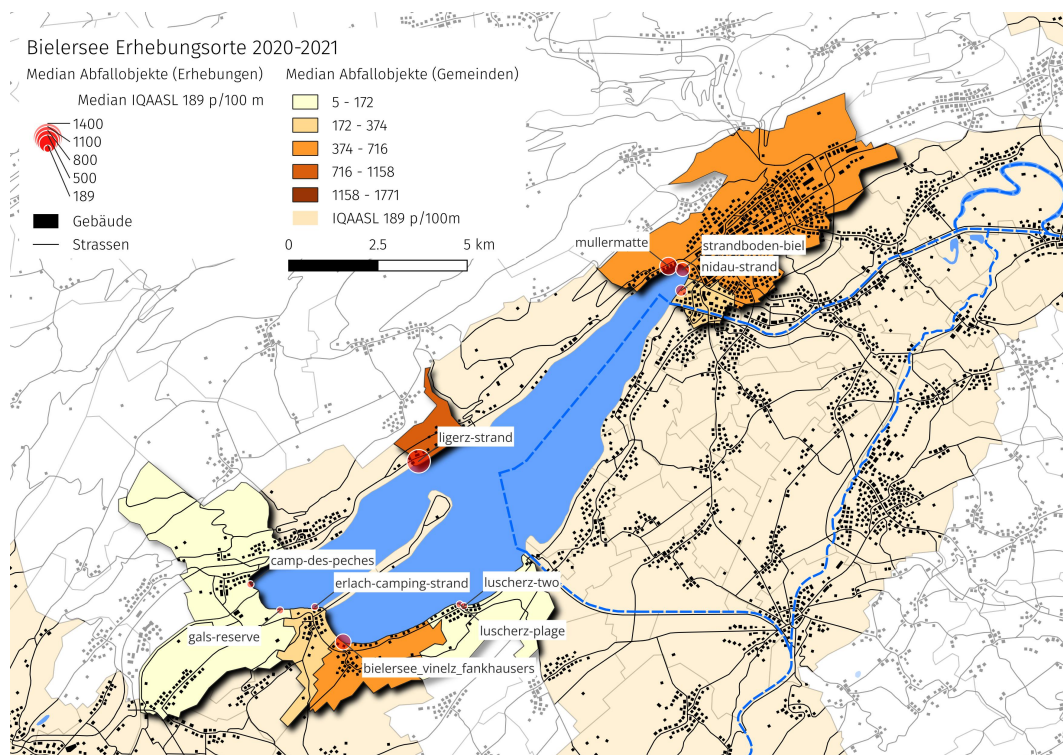 Bielersee Erhebungsorte 2020-2021
Median Abfallobjekte (Erhebungen)
Median IQAASL 189 p/100 m
1400
1100
800
500
189
Gebäude
Strassen
Median Abfallobjekte (Gemeinden)
5 - 172
172 - 374
374 - 716
716 - 1158
1158 - 1771
IQAASL 189 p/100m
0 2.5 5 km
mullermatte
strandboden-biel
nidau-strand
ligerz-strand
camp-des-peches
erlach-camping-strand
luscherz-two
gals-reserve
luscherz-plage
bielersee_vinelz_fankhausers